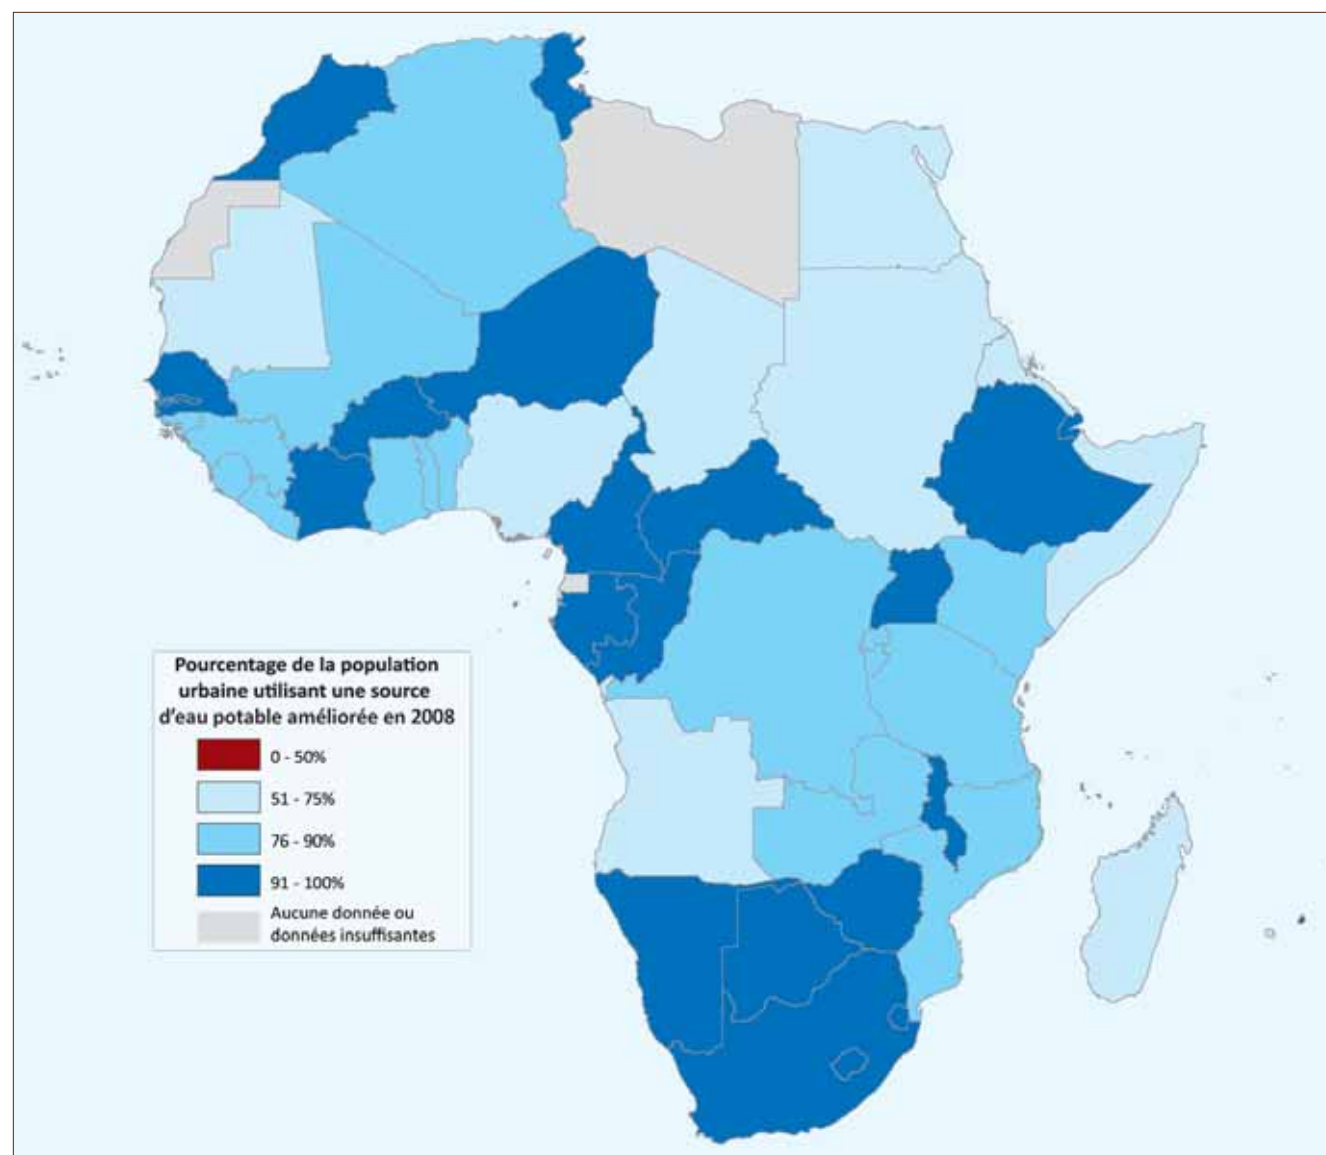 Pourcentage de la population
urbaine utilisant une source
d'eau potable améliorée en 2008
0 - 50%
51 - 75%
76 - 90%
91 - 100%
Aucune donnée ou
données insuffisantes